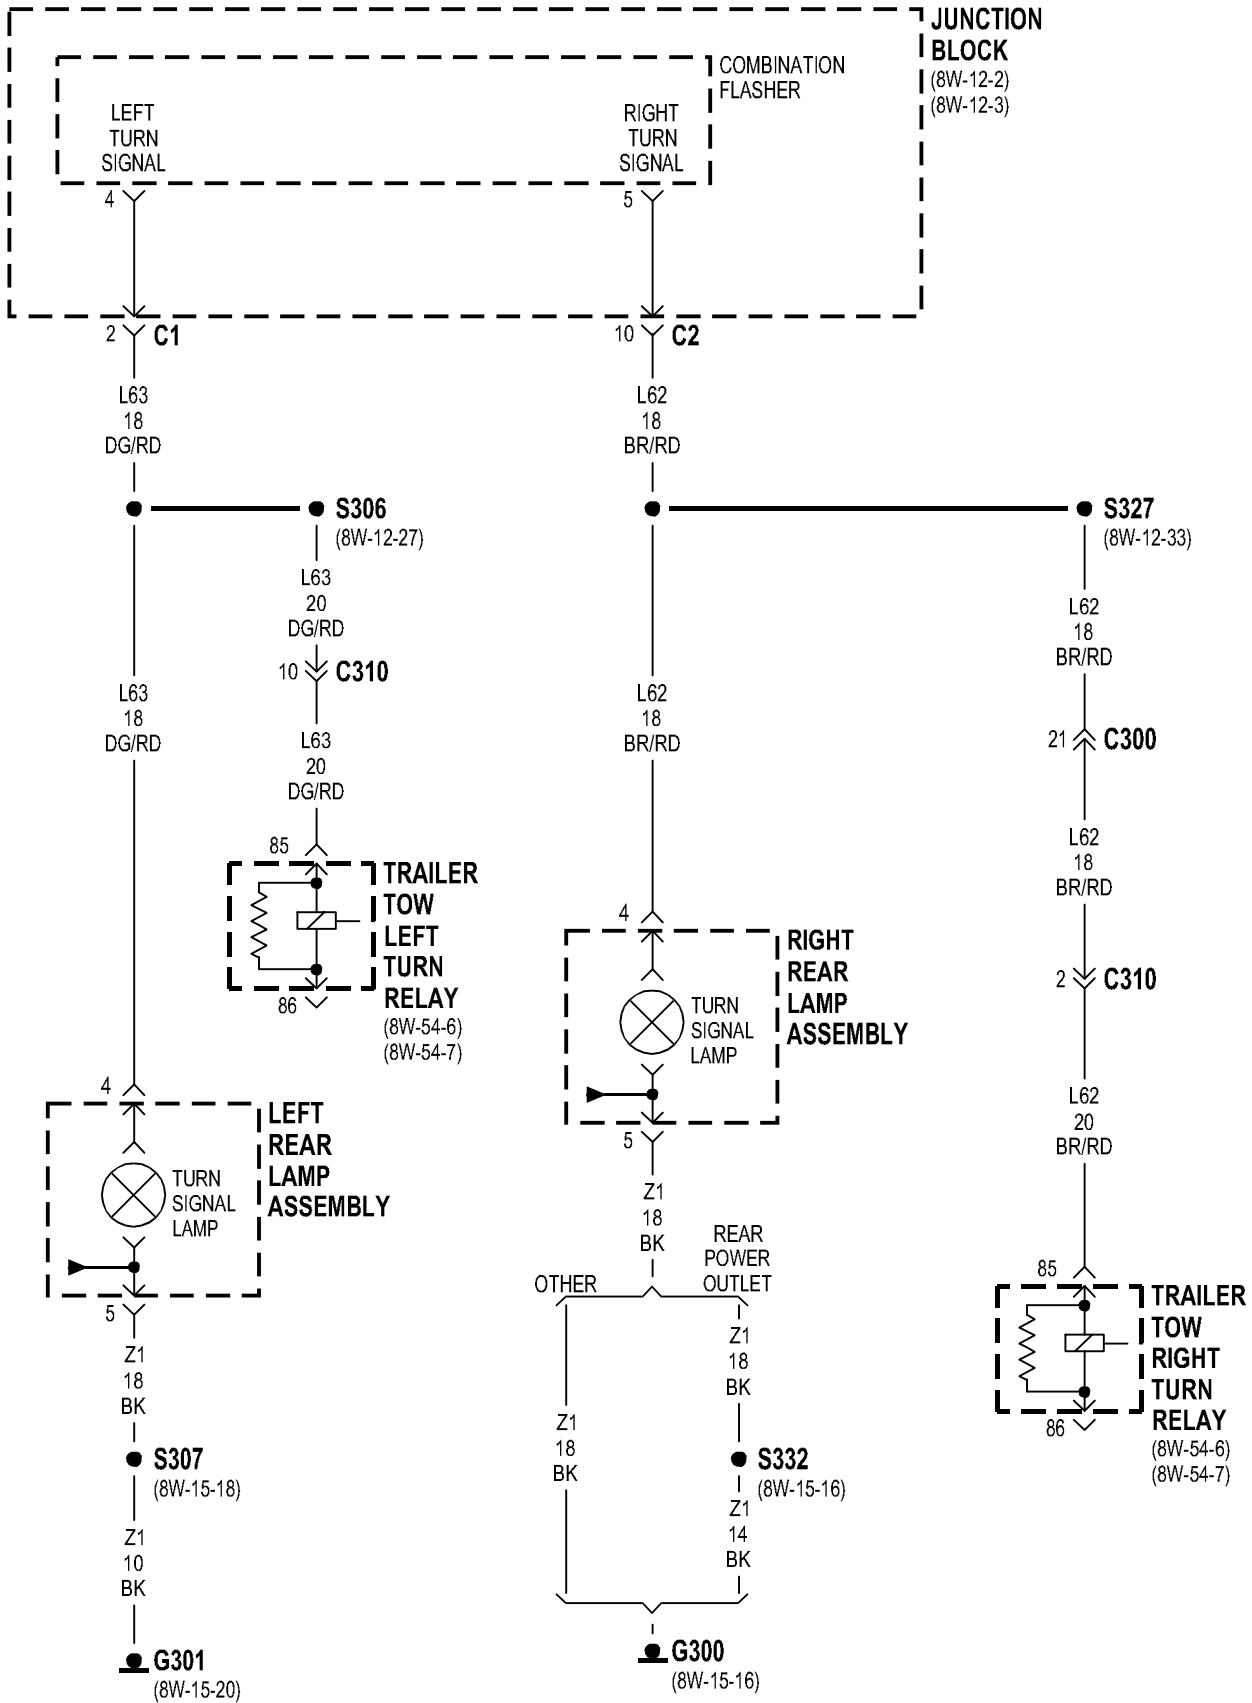 JUNCTION
BLOCK
(8W-12-2)
(8W-12-3)
COMBINATION
FLASHER
LEFT
TURN
SIGNAL
RIGHT
TURN
SIGNAL
4
5
2 C1
10 C2
L63
18
DG/RD
L62
18
BR/RD
S306
(8W-12-27)
S327
(8W-12-33)
L63
20
DG/RD
L62
18
BR/RD
10 C310
L63
18
DG/RD
L62
18
BR/RD
21 C300
L63
20
DG/RD
L62
18
BR/RD
85
TRAILER
TOW
LEFT
TURN
RELAY
(8W-54-6)
(8W-54-7)
86
4
RIGHT
REAR
LAMP
ASSEMBLY
TURN
SIGNAL
LAMP
5
2 C310
L62
20
BR/RD
4
LEFT
REAR
LAMP
ASSEMBLY
TURN
SIGNAL
LAMP
5
Z1
18
BK
OTHER
REAR
POWER
OUTLET
85
TRAILER
TOW
RIGHT
TURN
RELAY
(8W-54-6)
(8W-54-7)
86
Z1
18
BK
Z1
18
BK
Z1
18
BK
S307
(8W-15-18)
S332
(8W-15-16)
Z1
10
BK
Z1
14
BK
G301
(8W-15-20)
G300
(8W-15-16)